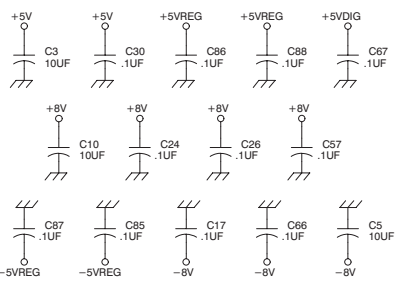 +5V +5V +5VREG +5VREG +5VDIG
C3 C30 C86 C88 C67
10UF .1UF .1UF .1UF .1UF
+8V +8V +8V +8V
C10 C24 C26 C57
10UF .1UF .1UF .1UF
C87 C85 C17 C66 C5
.1UF .1UF .1UF .1UF 10UF
−5VREG −5VREG −8V −8V −8V